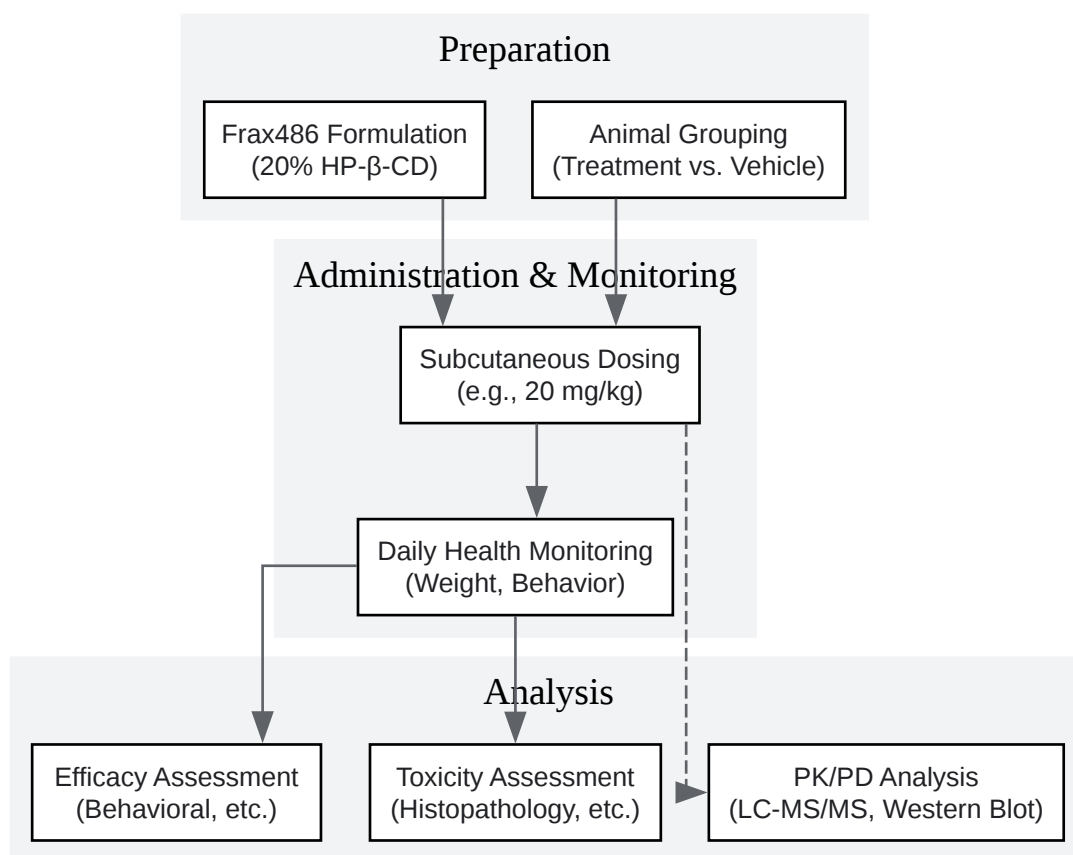 Preparation
Frax486 Formulation
(20% HP-β-CD)
Animal Grouping
(Treatment vs. Vehicle)
Administration & Monitoring
Subcutaneous Dosing
(e.g., 20 mg/kg)
Daily Health Monitoring
(Weight, Behavior)
Analysis
Efficacy Assessment
(Behavioral, etc.)
Toxicity Assessment
(Histopathology, etc.)
PK/PD Analysis
(LC-MS/MS, Western Blot)